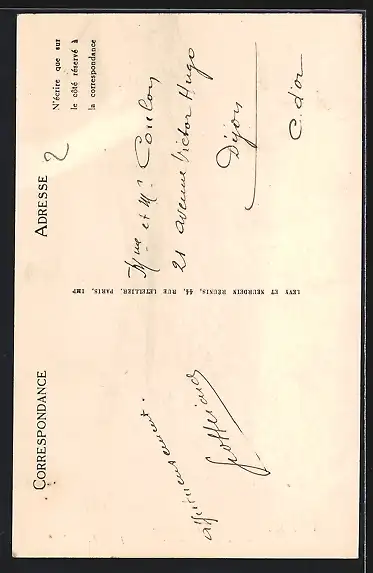 CORRESPONDANCE
affectueusement.
LEVY ET NEURDEIN RÉUNIS, 44, RUE LETELLIER, PARIS, IMP
ADRESSE
N'écrire que sur
le côté réservé à
la correspondance
Mme et Mr Coulon
21 avenue Victor Hugo
Dijon
C. d'or